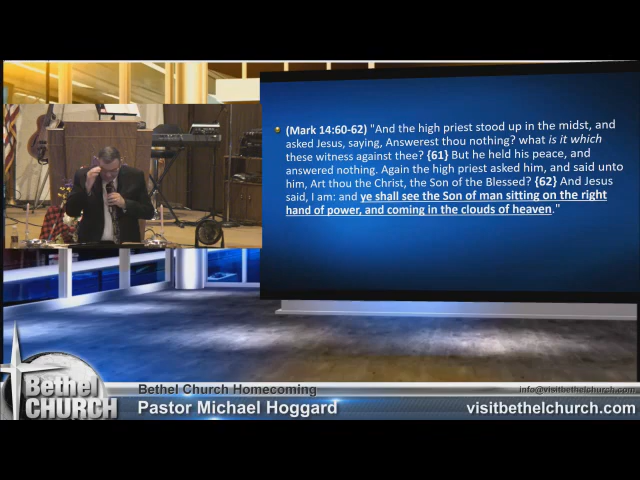 (Mark 14:60-62) "And the high priest stood up in the midst, and
asked Jesus, saying, Answerest thou nothing? what is it which
these witness against thee? {61} But he held his peace, and
answered nothing. Again the high priest asked him, and said unto
him, Art thou the Christ, the Son of the Blessed? {62} And Jesus
said, I am: and ye shall see the Son of man sitting on the right
hand of power, and coming in the clouds of heaven."
Bethel
CHURCH
Bethel Church Homecoming
info@visitbethelchurch.com
Pastor Michael Hoggard
visitbethelchurch.com